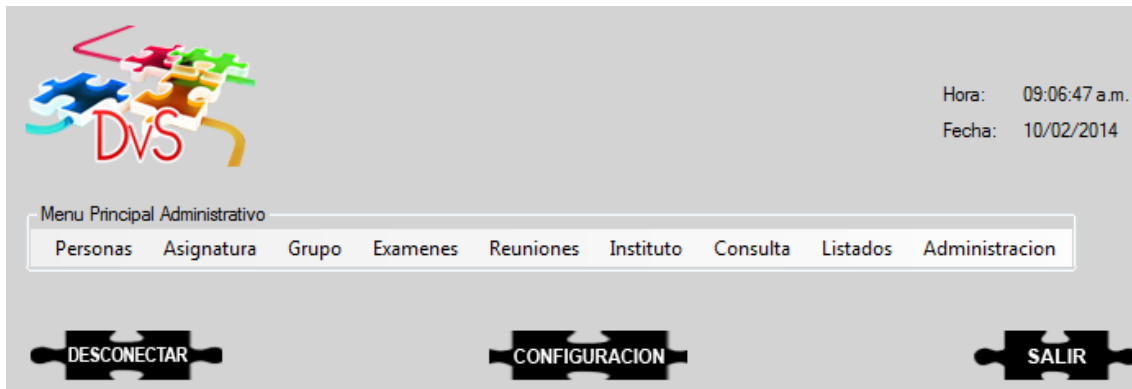 DvS
Hora: 09:06:47 a.m.
Fecha: 10/02/2014
Menu Principal Administrativo
Personas Asignatura Grupo Examenes Reuniones Instituto Consulta Listados Administracion
DESCONECTAR CONFIGURACION SALIR